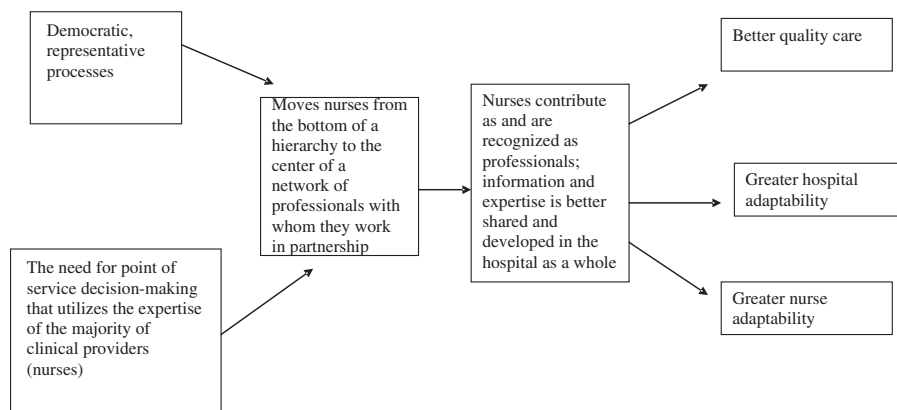 Democratic,
representative
processes
The need for point of
service decision-making
that utilizes the expertise
of the majority of
clinical providers
(nurses)
Moves nurses from
the bottom of a
hierarchy to the
center of a
network of
professionals with
whom they work
in partnership
Nurses contribute
as and are
recognized as
professionals;
information and
expertise is better
shared and
developed in the
hospital as a whole
Better quality care
Greater hospital
adaptability
Greater nurse
adaptability